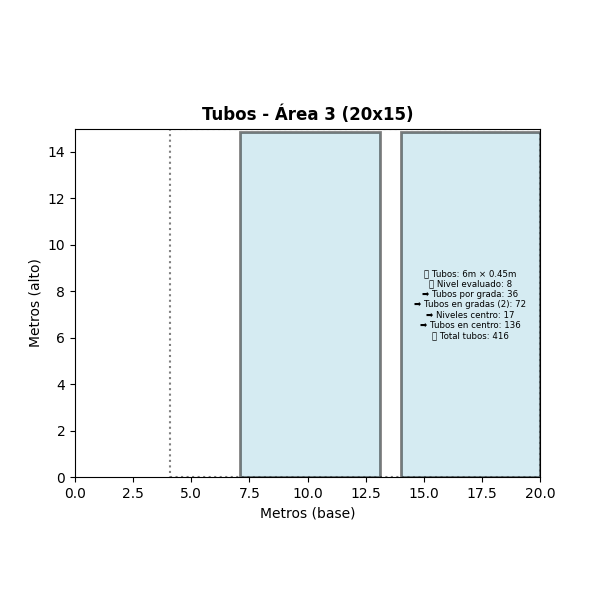 Tubos - Área 3 (20x15)
Metros (alto)
14
12
10
8
6
4
2
0
Tubos: 6m × 0.45m
Nivel evaluado: 8
➡ Tubos por grada: 36
➡ Tubos en gradas (2): 72
➡ Niveles centro: 17
➡ Tubos en centro: 136
Total tubos: 416
0.0 2.5 5.0 7.5 10.0 12.5 15.0 17.5 20.0
Metros (base)